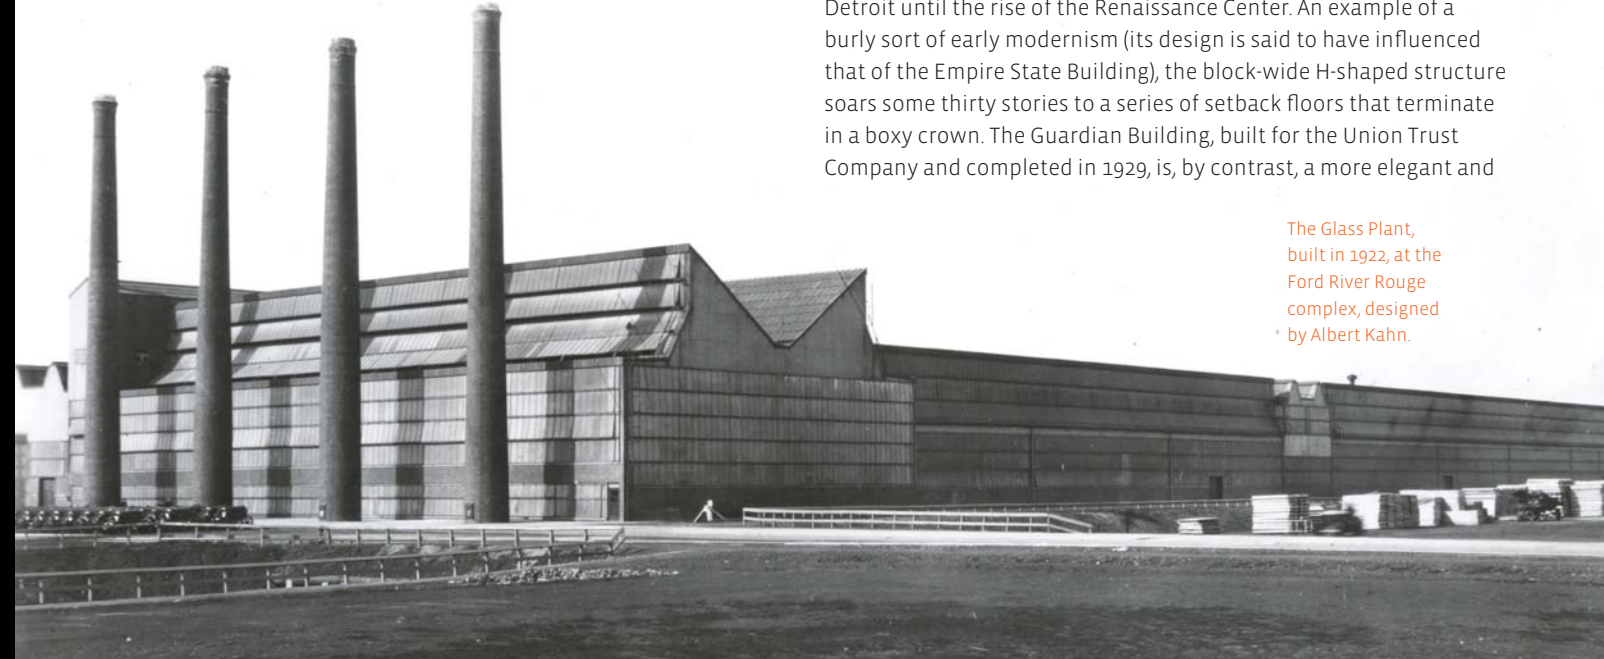 Detroit until the rise of the Renaissance Center. An example of a
burly sort of early modernism (its design is said to have influenced
that of the Empire State Building), the block-wide H-shaped structure
soars some thirty stories to a series of setback floors that terminate
in a boxy crown. The Guardian Building, built for the Union Trust
Company and completed in 1929, is, by contrast, a more elegant and
The Glass Plant,
built in 1922, at the
Ford River Rouge
complex, designed
by Albert Kahn.